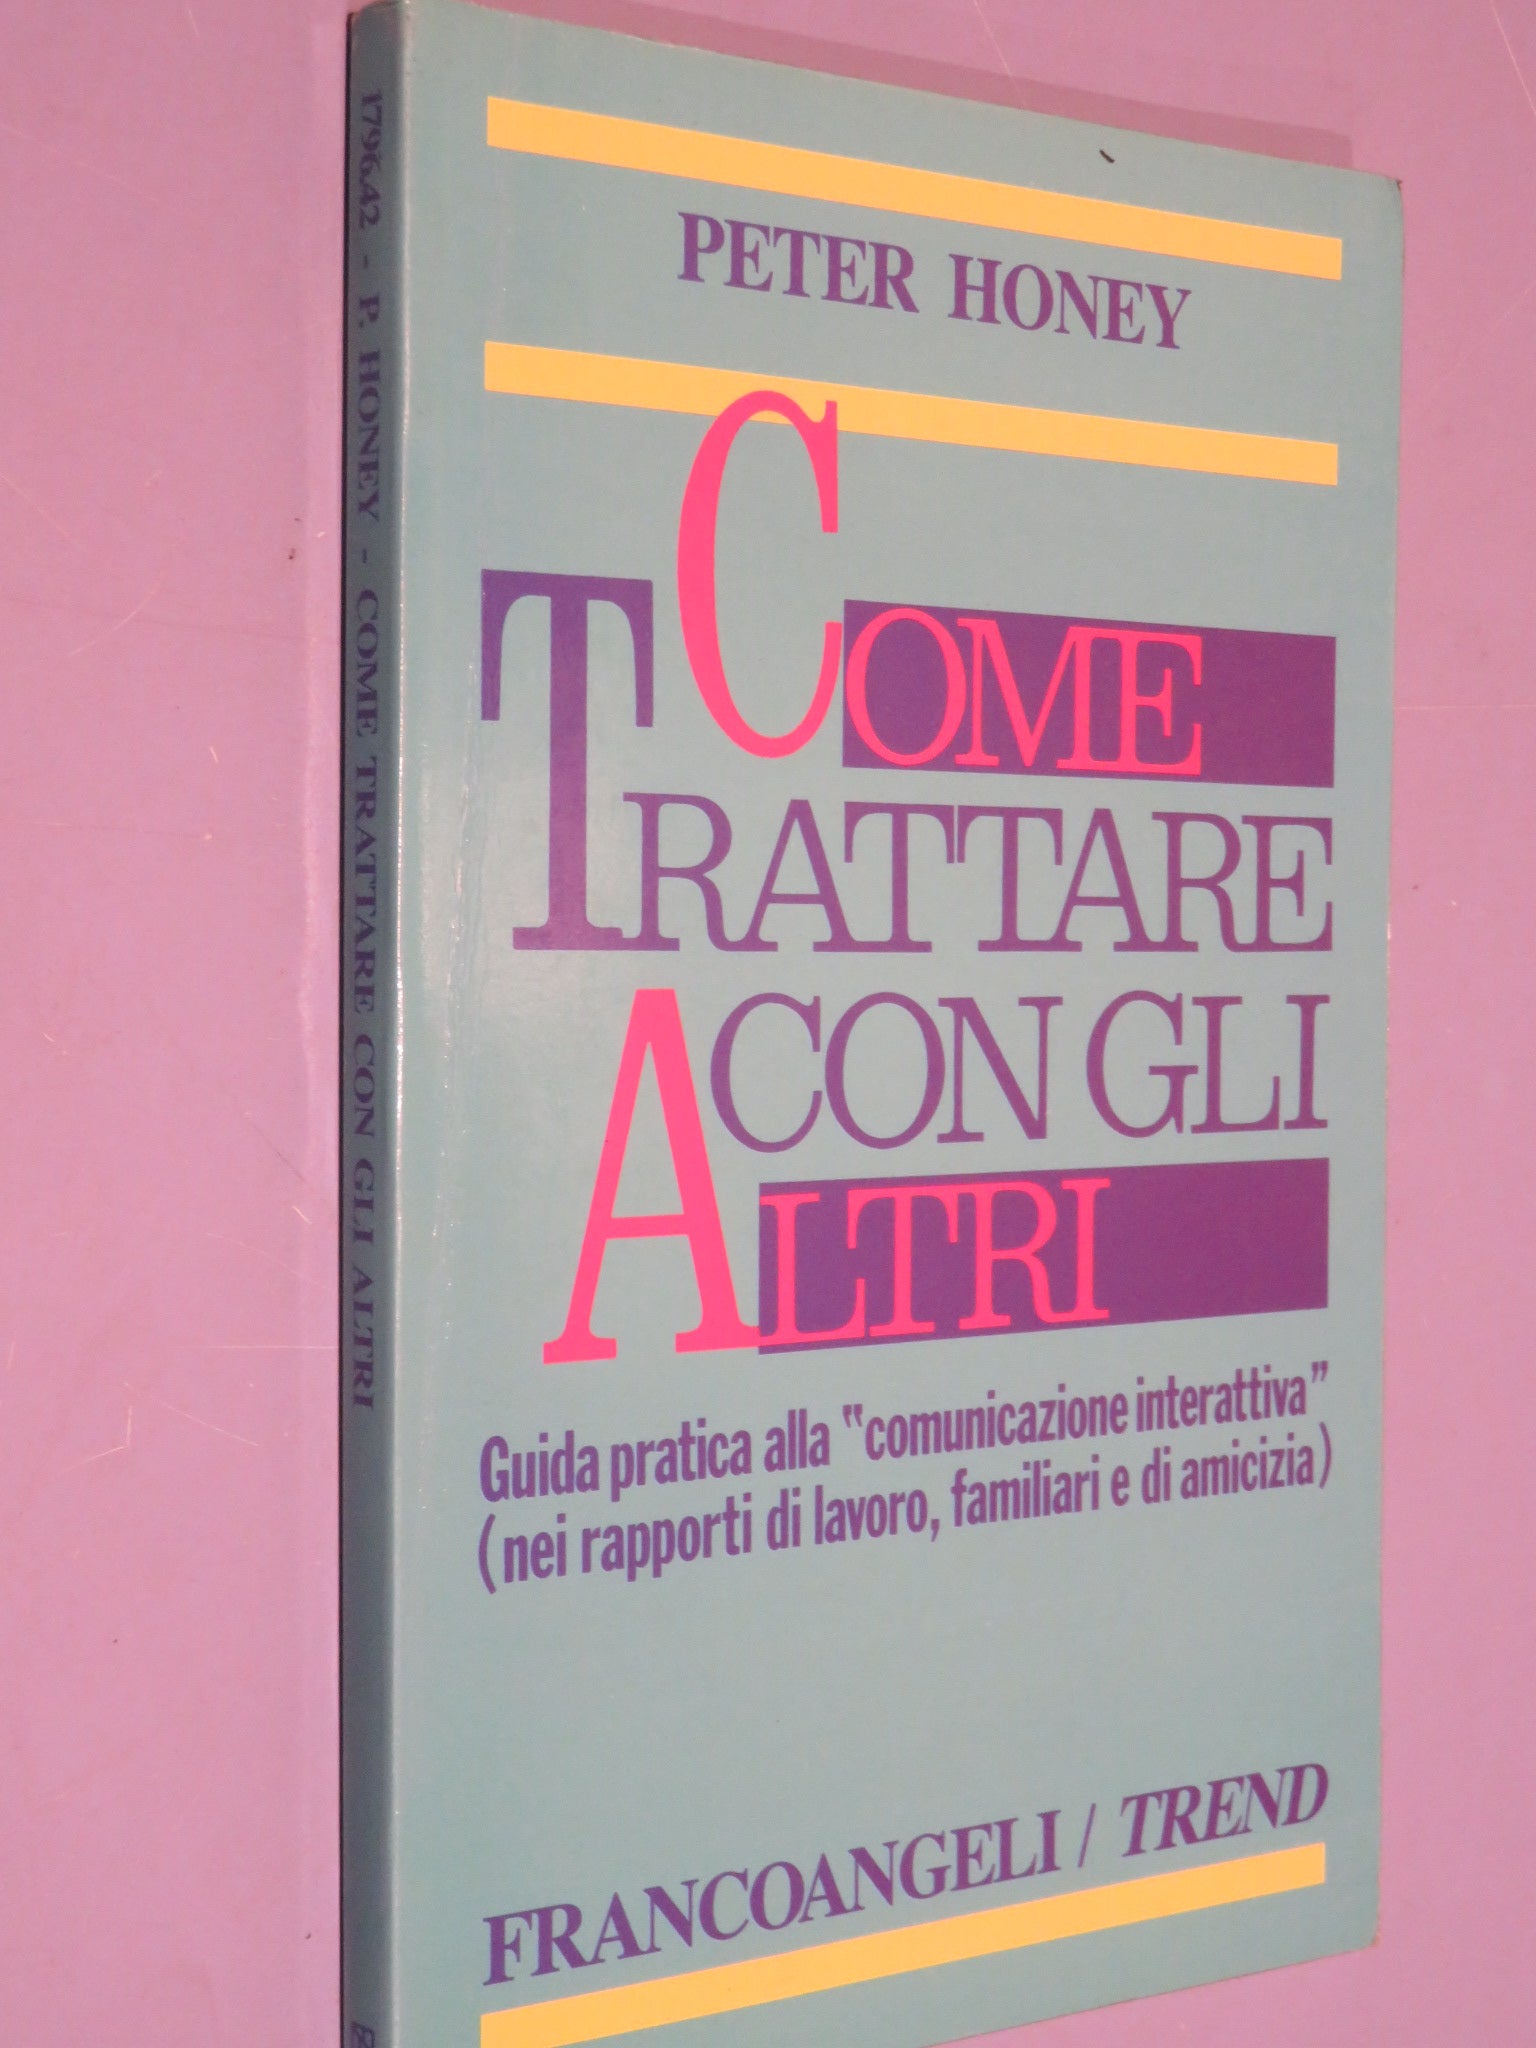 PETER HONEY
COME
TRATTARE
CON GLI
ALTRI
Guida pratica alla "comunicazione interattiva"
(nei rapporti di lavoro, familiari e di amicizia)
FRANCOANGELI / TREND
1796.42 - P. HONEY - COME TRATTARE CON GLI ALTRI